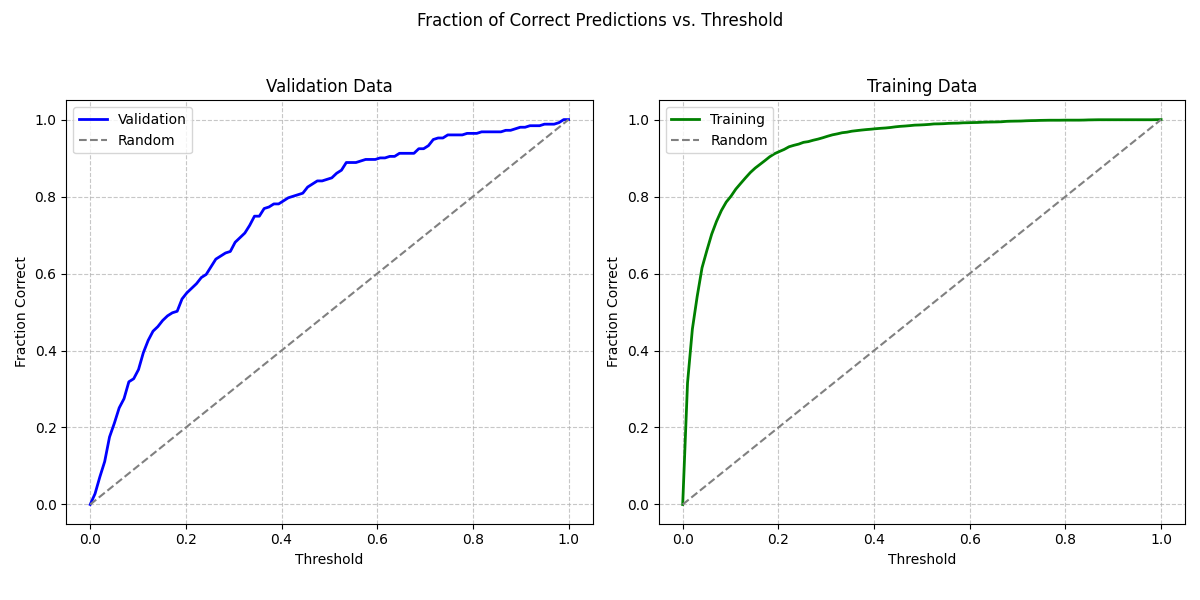 Fraction of Correct Predictions vs. Threshold
Validation Data
Validation
Random
1.0
0.8
0.6
0.4
0.2
0.0
Fraction Correct
0.0 0.2 0.4 0.6 0.8 1.0
Threshold
Training Data
Training
Random
1.0
0.8
0.6
0.4
0.2
0.0
Fraction Correct
0.0 0.2 0.4 0.6 0.8 1.0
Threshold